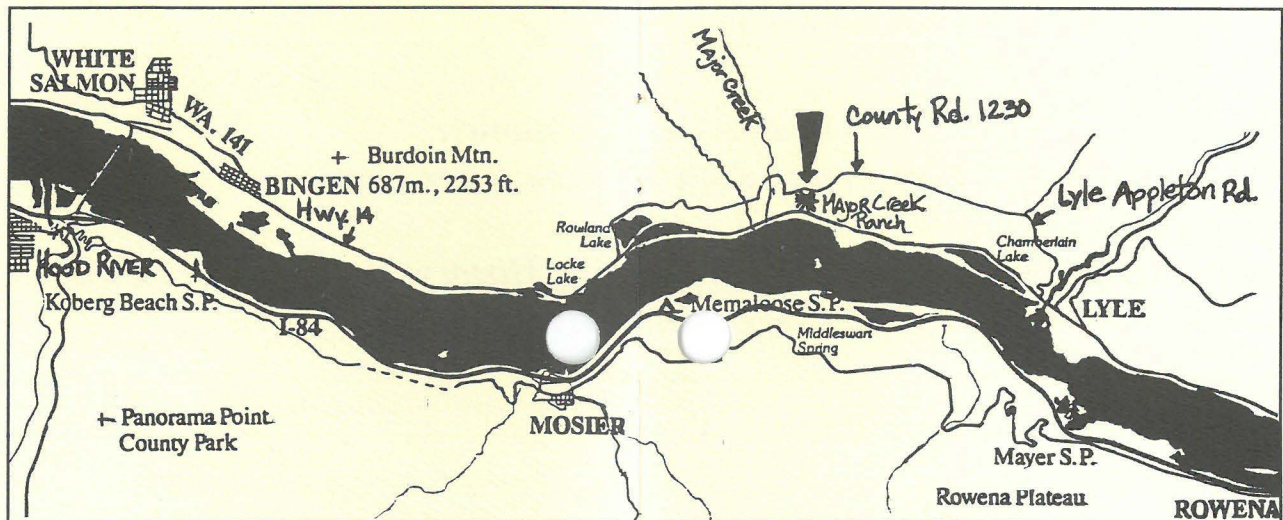 WHITE
SALMON
WA. 141
+ Burdoin Mtn.
BINGEN 687m., 2253 ft.
Hwy. 14
Major Creek
County Rd. 1230
Lyle Appleton Rd.
Major Creek
Ranch
Rowland
Lake
Locke
Lake
Chamberlain
Lake
HOOD RIVER
Koberg Beach S.P.
I-84
Memaloose S.P.
LYLE
Middleswart
Spring
MOSIER
+ Panorama Point
County Park
Mayer S.P.
Rowena Plateau
ROWENA